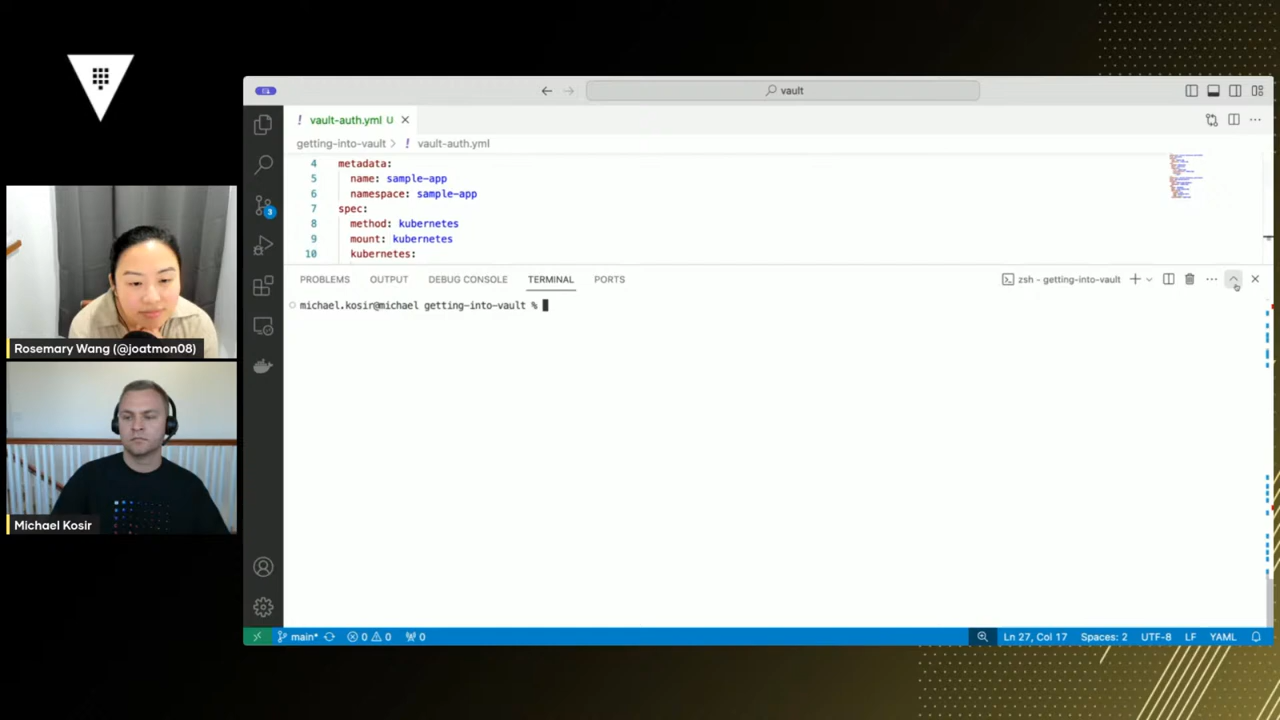 vault
vault-auth.yml U
getting-into-vault
vault-auth.yml
4 metadata:
5 name: sample-app
6 namespace: sample-app
7 spec:
8 method: kubernetes
9 mount: kubernetes
10 kubernetes:
PROBLEMS OUTPUT DEBUG CONSOLE TERMINAL PORTS
zsh - getting-into-vault
michael.kosir@michael getting-into-vault %
3
Rosemary Wang (@joatmon08)
Michael Kosir
main* 0 0 0
Ln 27, Col 17 Spaces: 2 UTF-8 LF YAML